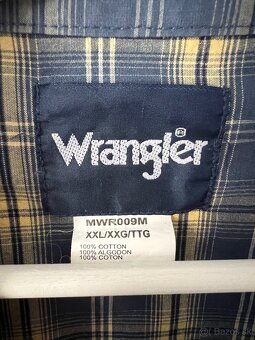 Wrangler
MWR009M
XXL/XXG/TTG
100% COTTON
100% ALGODON
100% COTON